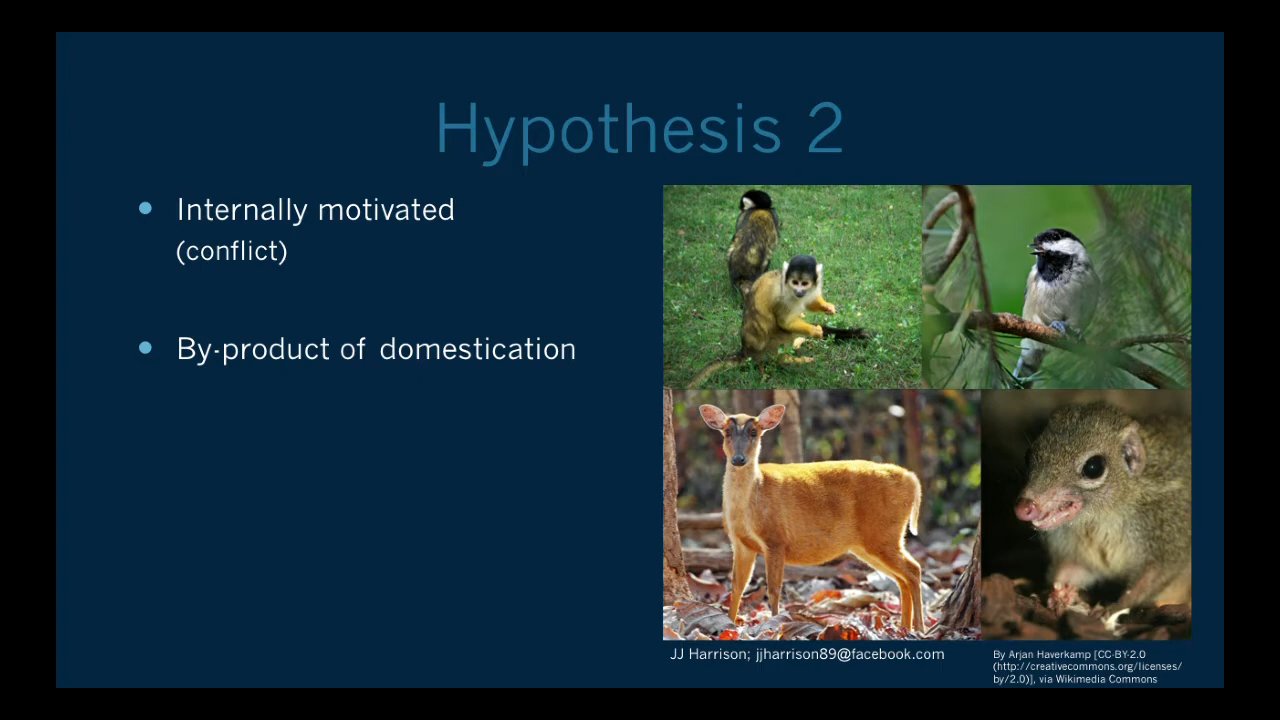 Hypothesis 2
Internally motivated
(conflict)
By-product of domestication
JJ Harrison; jjharrison89@facebook.com
By Arjan Haverkamp [CC-BY-2.0
(http://creativecommons.org/licenses/
by/2.0)], via Wikimedia Commons